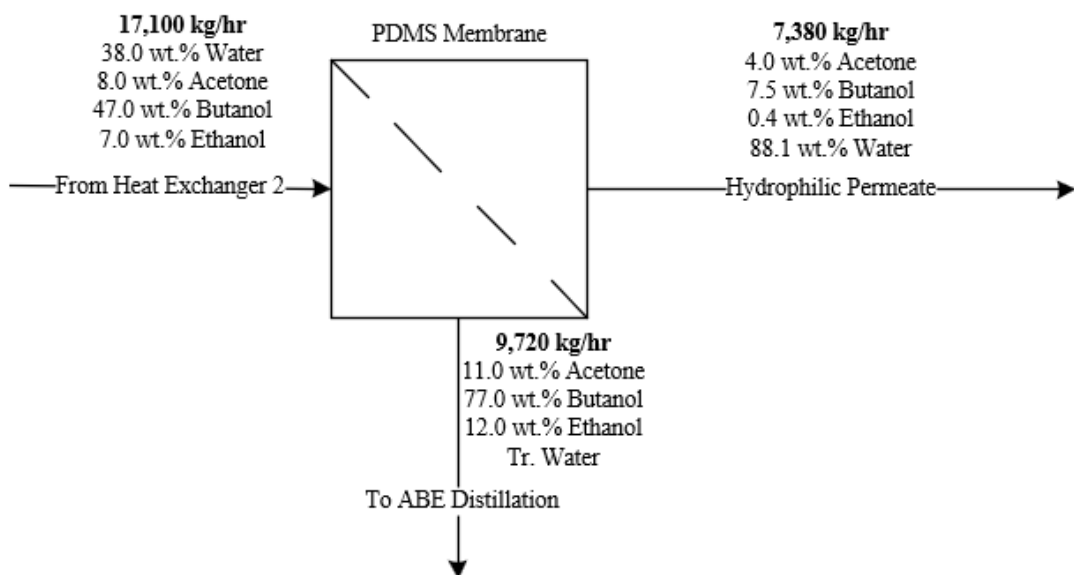 17,100 kg/hr
38.0 wt.% Water
8.0 wt.% Acetone
47.0 wt.% Butanol
7.0 wt.% Ethanol
From Heat Exchanger 2
PDMS Membrane
7,380 kg/hr
4.0 wt.% Acetone
7.5 wt.% Butanol
0.4 wt.% Ethanol
88.1 wt.% Water
Hydrophilic Permeate
9,720 kg/hr
11.0 wt.% Acetone
77.0 wt.% Butanol
12.0 wt.% Ethanol
Tr. Water
To ABE Distillation